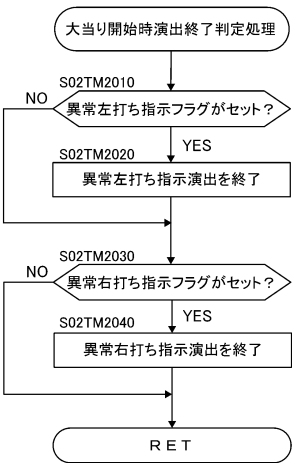 大当り開始時演出終了判定処理
S02TM2010
NO
異常左打ち指示フラグがセット？
YES
S02TM2020
異常左打ち指示演出を終了
S02TM2030
NO
異常右打ち指示フラグがセット？
YES
S02TM2040
異常右打ち指示演出を終了
ＲＥＴ